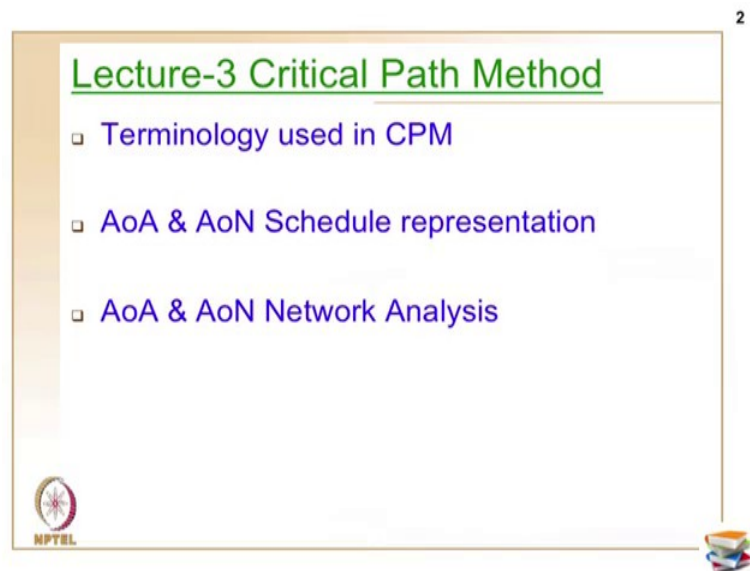 2
Lecture-3 Critical Path Method
Terminology used in CPM
AoA & AoN Schedule representation
AoA & AoN Network Analysis
NPTEL